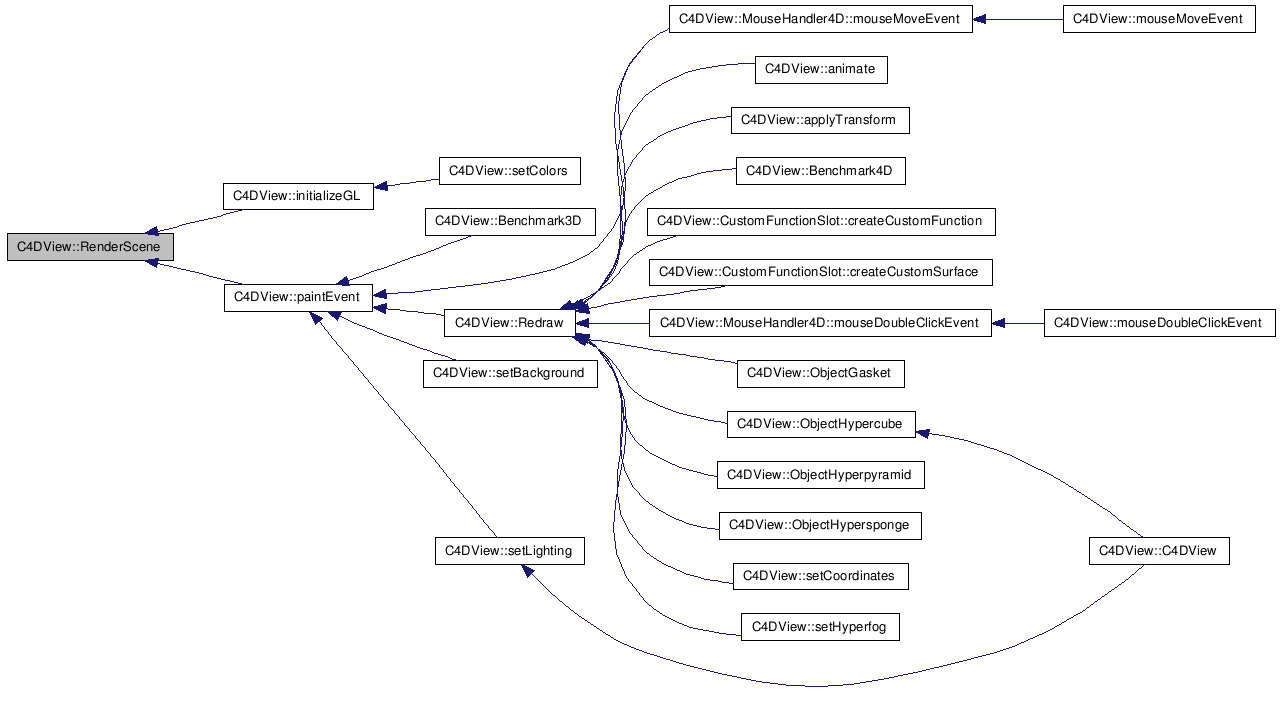 C4DView::MouseHandler4D::mouseMoveEvent
C4DView::mouseMoveEvent
C4DView::animate
C4DView::applyTransform
C4DView::setColors
C4DView::Benchmark4D
C4DView::initializeGL
C4DView::Benchmark3D
C4DView::CustomFunctionSlot::createCustomFunction
C4DView::RenderScene
C4DView::CustomFunctionSlot::createCustomSurface
C4DView::paintEvent
C4DView::Redraw
C4DView::MouseHandler4D::mouseDoubleClickEvent
C4DView::mouseDoubleClickEvent
C4DView::setBackground
C4DView::ObjectGasket
C4DView::ObjectHypercube
C4DView::ObjectHyperpyramid
C4DView::ObjectHypersponge
C4DView::setLighting
C4DView::C4DView
C4DView::setCoordinates
C4DView::setHyperfog